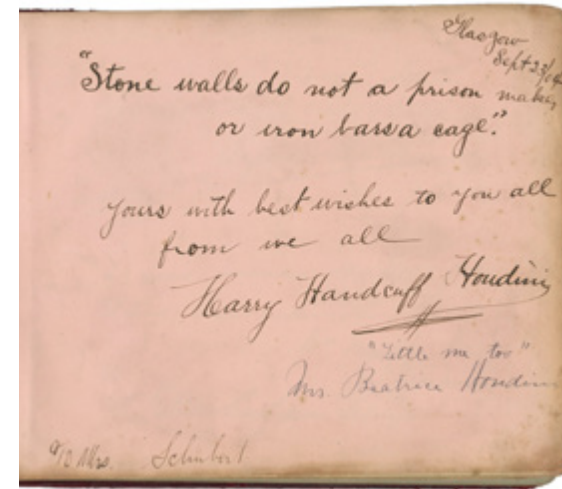 Glasgow
Sept 23/04
"Stone walls do not a prison make,
or iron bars a cage."
Yours with best wishes to you all
from we all
Harry Handcuff Houdini
"Little me too"
Mrs. Beatrice Houdini
Mrs. Schubert